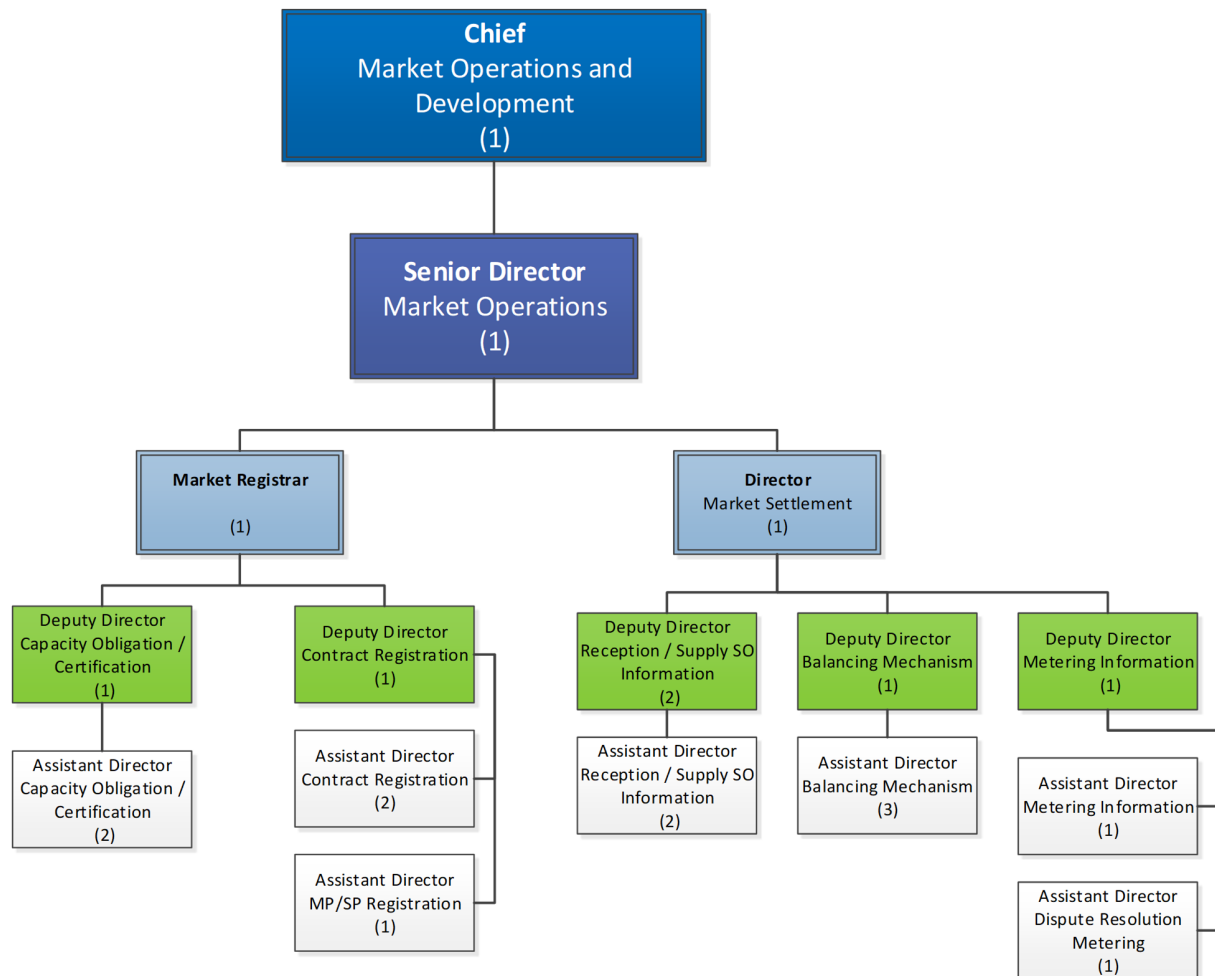 Chief
Market Operations and
Development
(1)
Senior Director
Market Operations
(1)
Market Registrar
(1)
Director
Market Settlement
(1)
Deputy Director
Capacity Obligation /
Certification
(1)
Deputy Director
Contract Registration
(1)
Deputy Director
Reception / Supply SO
Information
(2)
Deputy Director
Balancing Mechanism
(1)
Deputy Director
Metering Information
(1)
Assistant Director
Capacity Obligation /
Certification
(2)
Assistant Director
Contract Registration
(2)
Assistant Director
Reception / Supply SO
Information
(2)
Assistant Director
Balancing Mechanism
(3)
Assistant Director
Metering Information
(1)
Assistant Director
MP/SP Registration
(1)
Assistant Director
Dispute Resolution
Metering
(1)